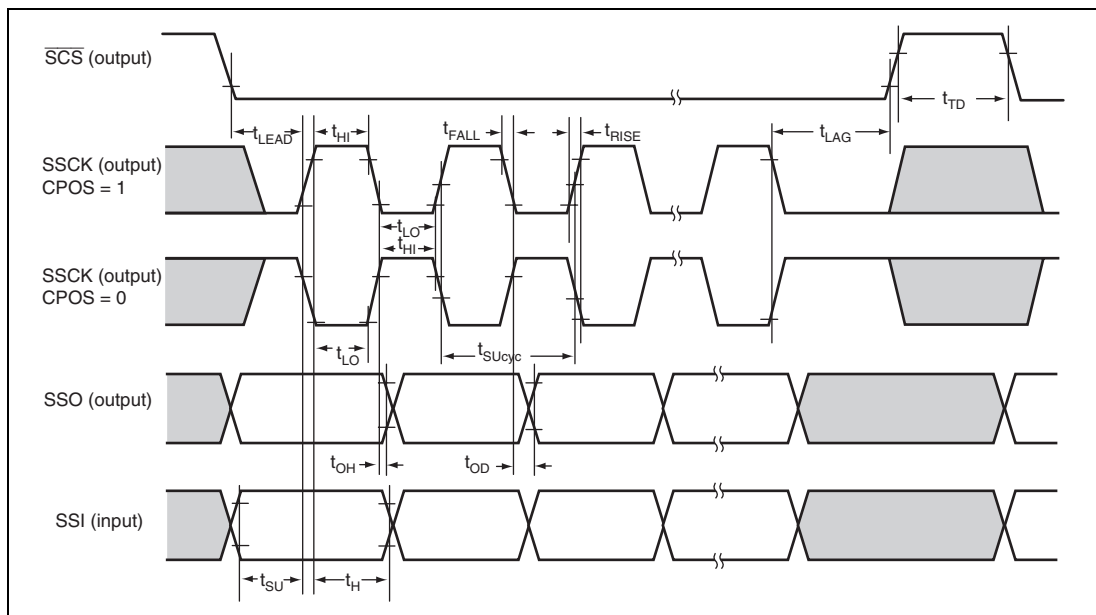 SCS (output)
tTD
tLEAD
tHI
tFALL
tRISE
tLAG
SSCK (output)
CPOS = 1
tLO
tHI
SSCK (output)
CPOS = 0
tLO
tSUcyc
SSO (output)
tOH
tOD
SSI (input)
tSU
tH